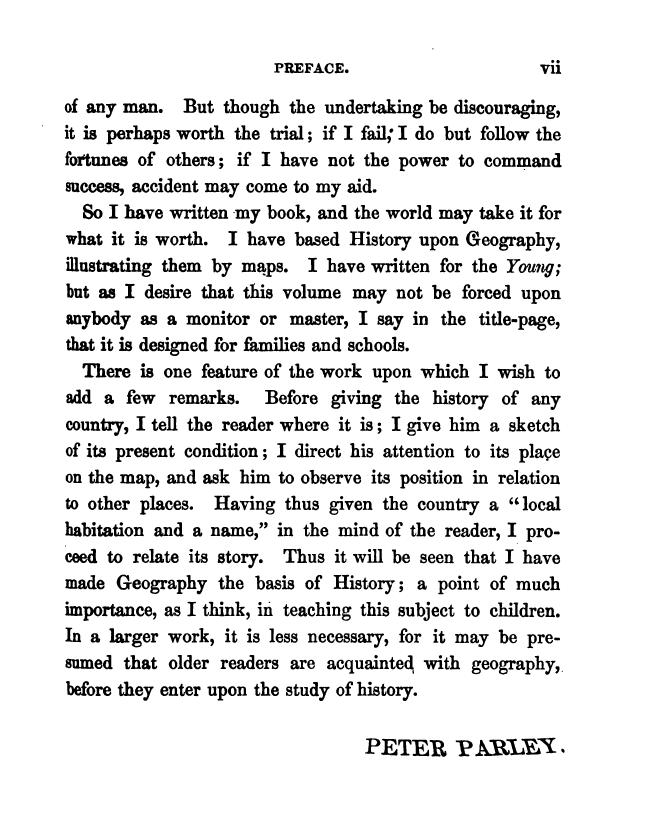 PREFACE. vii
of any man. But though the undertaking be discouraging,
it is perhaps worth the trial; if I fail, I do but follow the
fortunes of others; if I have not the power to command
success, accident may come to my aid.
So I have written my book, and the world may take it for
what it is worth. I have based History upon Geography,
illustrating them by maps. I have written for the Young;
but as I desire that this volume may not be forced upon
anybody as a monitor or master, I say in the title-page,
that it is designed for families and schools.
There is one feature of the work upon which I wish to
add a few remarks. Before giving the history of any
country, I tell the reader where it is; I give him a sketch
of its present condition; I direct his attention to its place
on the map, and ask him to observe its position in relation
to other places. Having thus given the country a “local
habitation and a name,” in the mind of the reader, I pro-
ceed to relate its story. Thus it will be seen that I have
made Geography the basis of History; a point of much
importance, as I think, in teaching this subject to children.
In a larger work, it is less necessary, for it may be pre-
sumed that older readers are acquainted with geography,
before they enter upon the study of history.
PETER PARLEY.